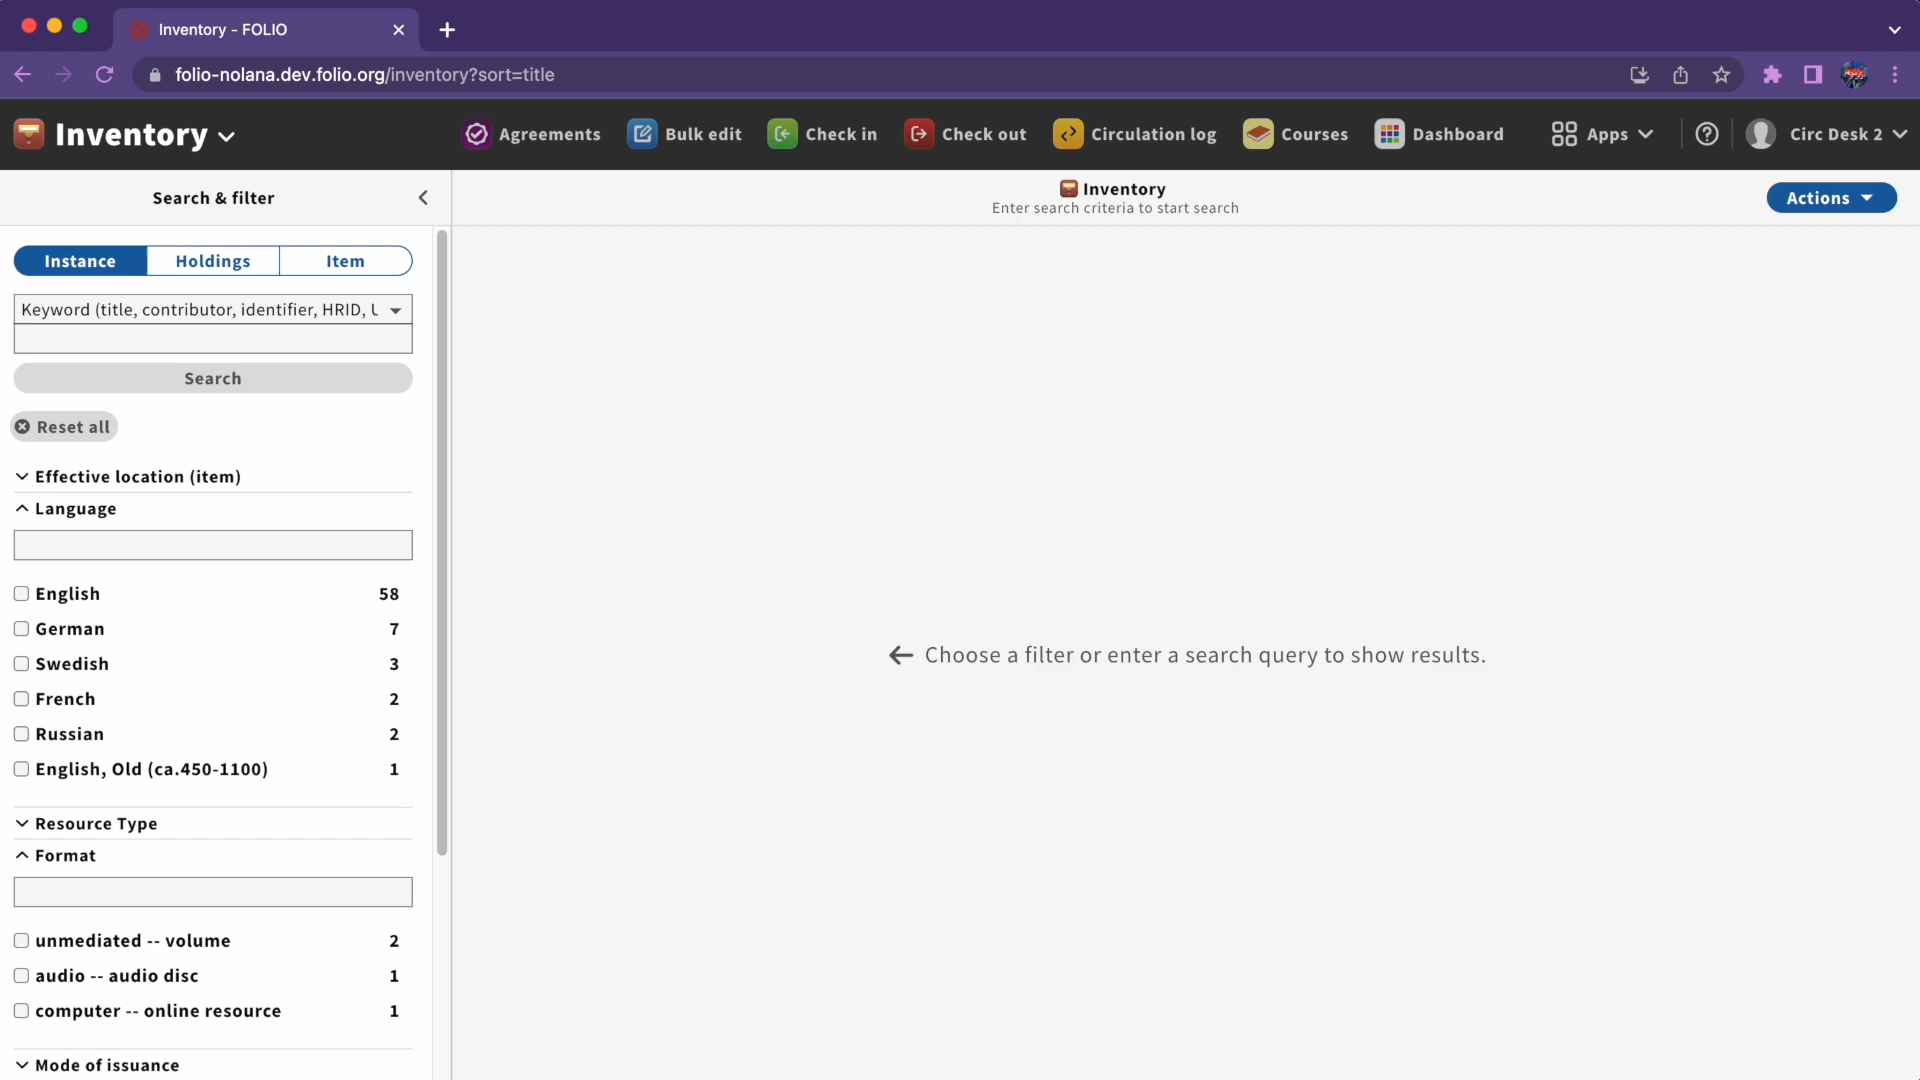 Inventory - FOLIO
folio-nolana.dev.folio.org/inventory?sort=title
Inventory
Agreements
Bulk edit
Check in
Check out
Circulation log
Courses
Dashboard
Apps
Circ Desk 2
Search & filter
Inventory
Enter search criteria to start search
Actions
Instance
Holdings
Item
Keyword (title, contributor, identifier, HRID, U
Search
Reset all
Effective location (item)
Language
English 58
German 7
Swedish 3
French 2
Russian 2
English, Old (ca.450-1100) 1
Resource Type
Format
unmediated -- volume 2
audio -- audio disc 1
computer -- online resource 1
Mode of issuance
Choose a filter or enter a search query to show results.